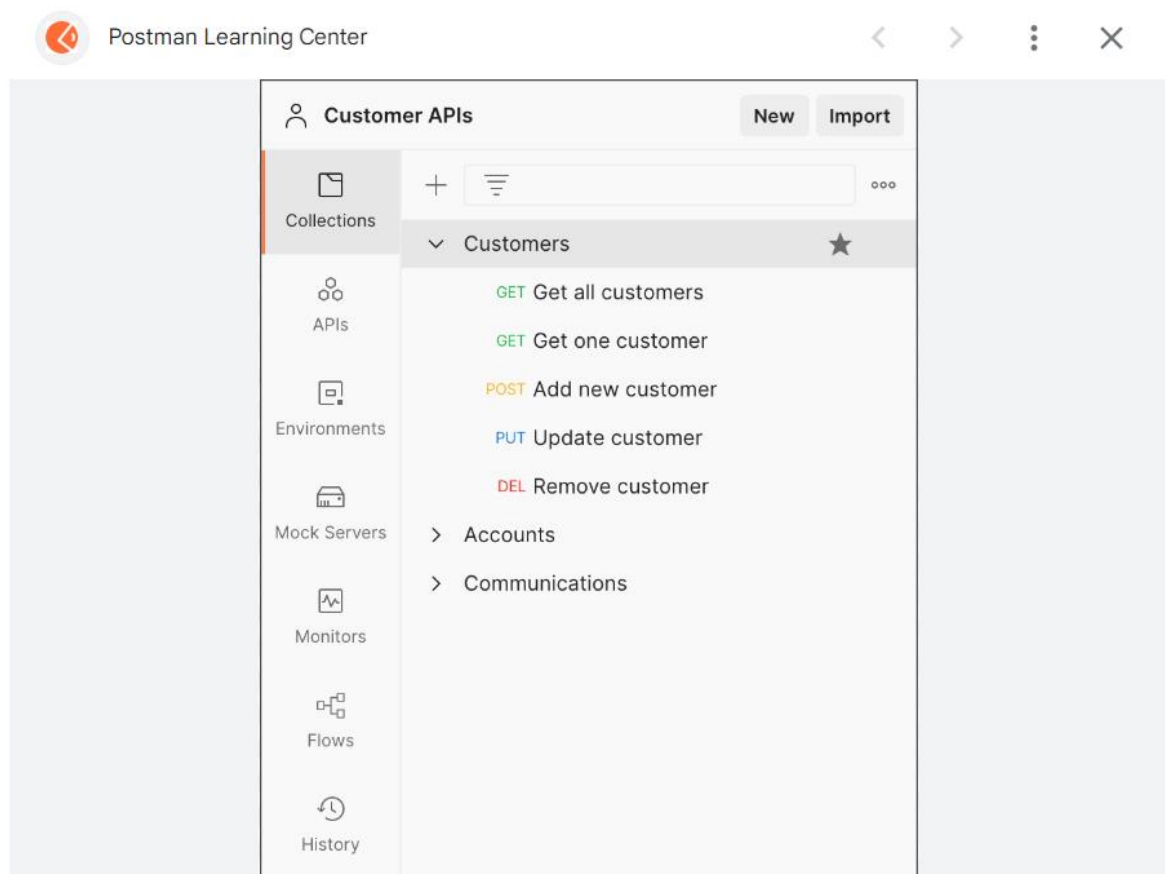 Postman Learning Center
Customer APIs
New
Import
Collections
Customers
GET Get all customers
APIs
GET Get one customer
POST Add new customer
Environments
PUT Update customer
DEL Remove customer
Mock Servers
Accounts
Communications
Monitors
Flows
History